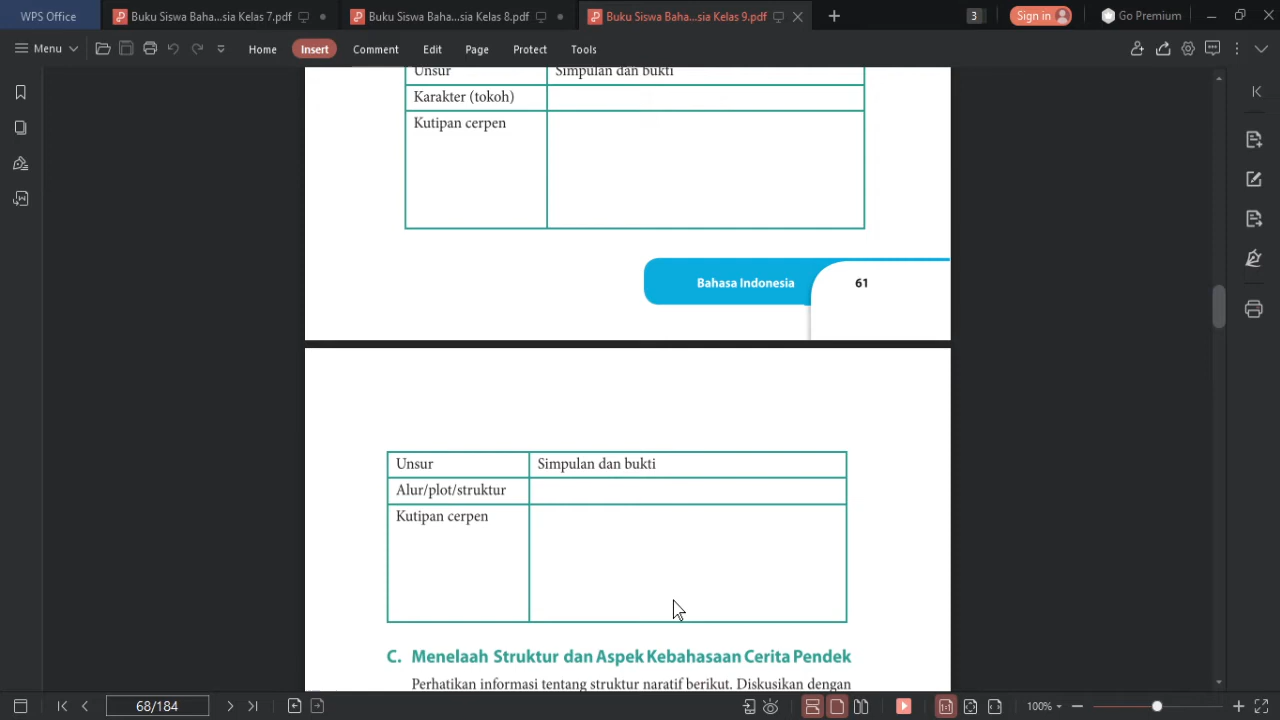 WPS Office
Buku Siswa Baha...sia Kelas 7.pdf
Buku Siswa Baha...sia Kelas 8.pdf
Buku Siswa Baha...sia Kelas 9.pdf
3
Sign in
Go Premium
Menu
Home
Insert
Comment
Edit
Page
Protect
Tools
Unsur
Simpulan dan bukti
Karakter (tokoh)
Kutipan cerpen
Bahasa Indonesia
61
Unsur
Simpulan dan bukti
Alur/plot/struktur
Kutipan cerpen
C. Menelaah Struktur dan Aspek Kebahasaan Cerita Pendek
Perhatikan informasi tentang struktur naratif berikut. Diskusikan dengan
68/184
1:1
100%